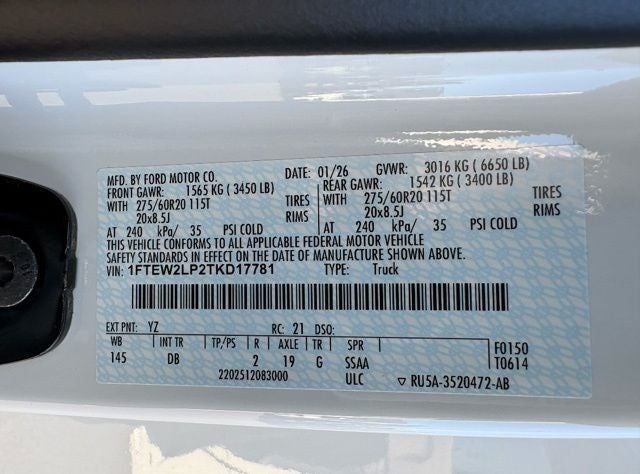 MFD. BY FORD MOTOR CO. DATE: 01/26 GVWR: 3016 KG ( 6650 LB)
FRONT GAWR: 1565 KG ( 3450 LB) REAR GAWR: 1542 KG ( 3400 LB)
WITH 275/60R20 115T TIRES WITH 275/60R20 115T TIRES
20x8.5J RIMS 20x8.5J RIMS
AT 240 kPa/ 35 PSI COLD AT 240 kPa/ 35 PSI COLD
THIS VEHICLE CONFORMS TO ALL APPLICABLE FEDERAL MOTOR VEHICLE
SAFETY STANDARDS IN EFFECT ON THE DATE OF MANUFACTURE SHOWN ABOVE.
VIN: 1FTEW2LP2TKD17781 TYPE: Truck
EXT PNT: YZ RC: 21 DSO:
WB INT TR TP/PS R AXLE TR SPR F0150
145 DB 2 19 G SSAA T0614
2202512083000 ULC ▽ RU5A-3520472-AB